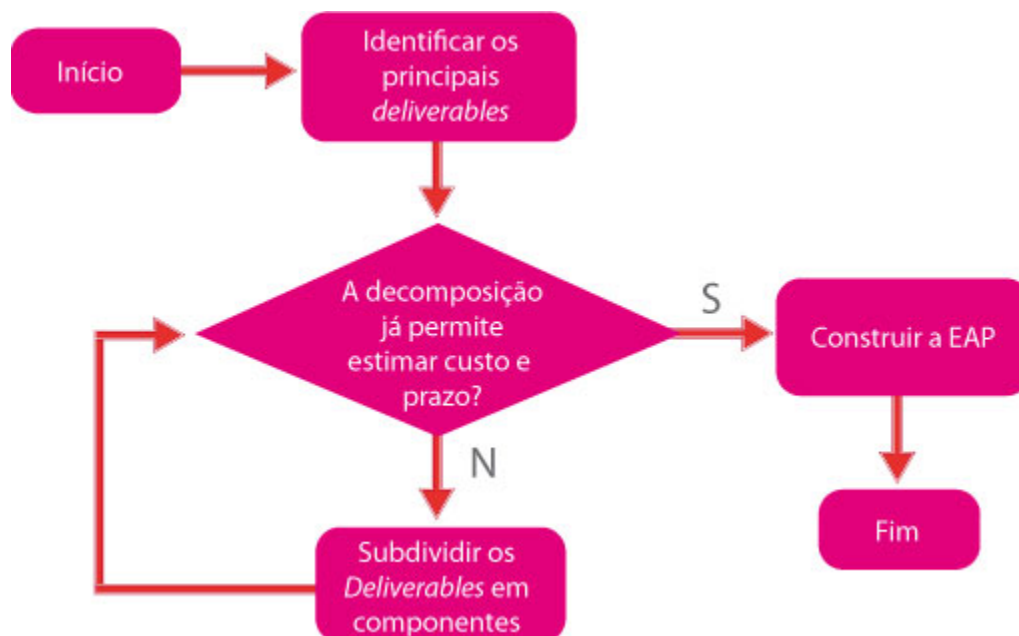 Início
Identificar os
principais
deliverables
A decomposição
já permite
estimar custo e
prazo?
S
Construir a EAP
N
Fim
Subdividir os
Deliverables em
componentes